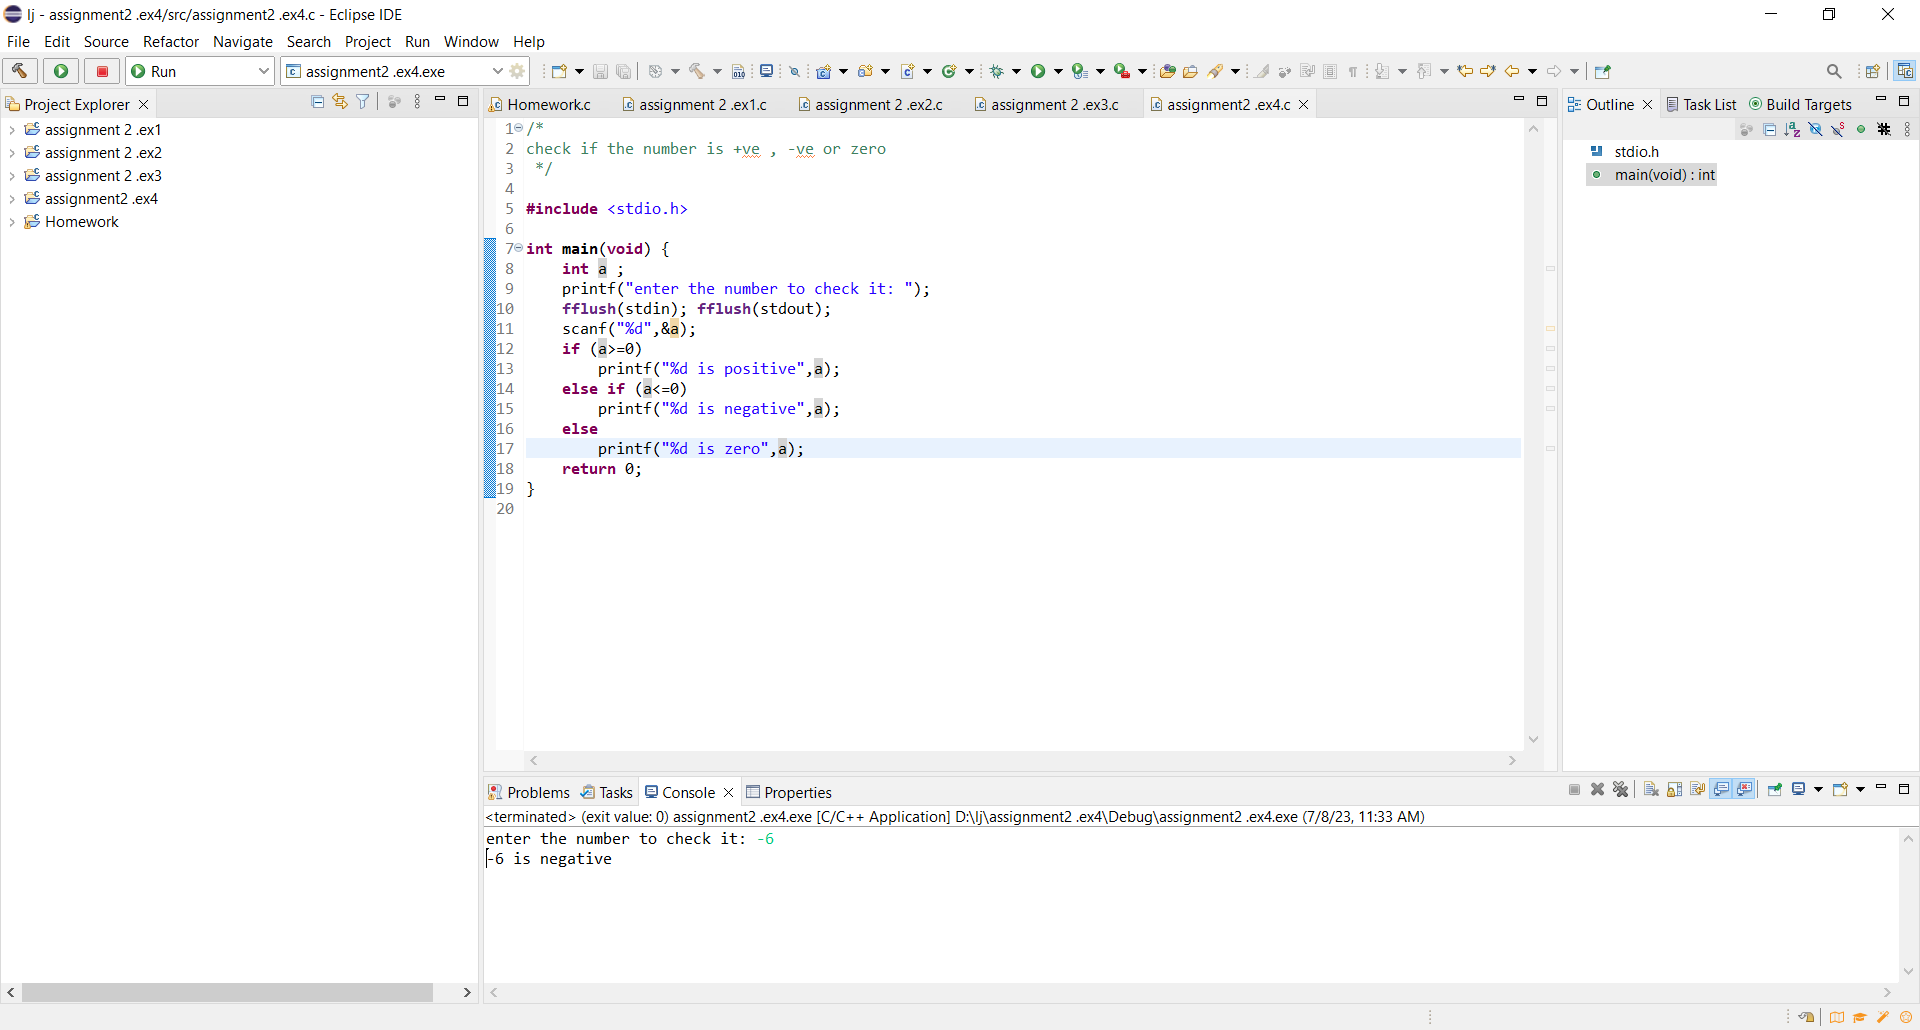 lj - assignment2 .ex4/src/assignment2 .ex4.c - Eclipse IDE
File Edit Source Refactor Navigate Search Project Run Window Help
Run
assignment2 .ex4.exe
Project Explorer
assignment 2 .ex1
assignment 2 .ex2
assignment 2 .ex3
assignment2 .ex4
Homework
Homework.c assignment 2 .ex1.c assignment 2 .ex2.c assignment 2 .ex3.c assignment2 .ex4.c
1 /*
2 check if the number is +ve , -ve or zero
3  */
4
5 #include <stdio.h>
6
7 int main(void) {
8     int a ;
9     printf("enter the number to check it: ");
10     fflush(stdin); fflush(stdout);
11     scanf("%d",&a);
12     if (a>=0)
13         printf("%d is positive",a);
14     else if (a<=0)
15         printf("%d is negative",a);
16     else
17         printf("%d is zero",a);
18     return 0;
19 }
20
Outline Task List Build Targets
stdio.h
main(void) : int
Problems Tasks Console Properties
<terminated> (exit value: 0) assignment2 .ex4.exe [C/C++ Application] D:\lj\assignment2 .ex4\Debug\assignment2 .ex4.exe (7/8/23, 11:33 AM)
enter the number to check it: -6
-6 is negative